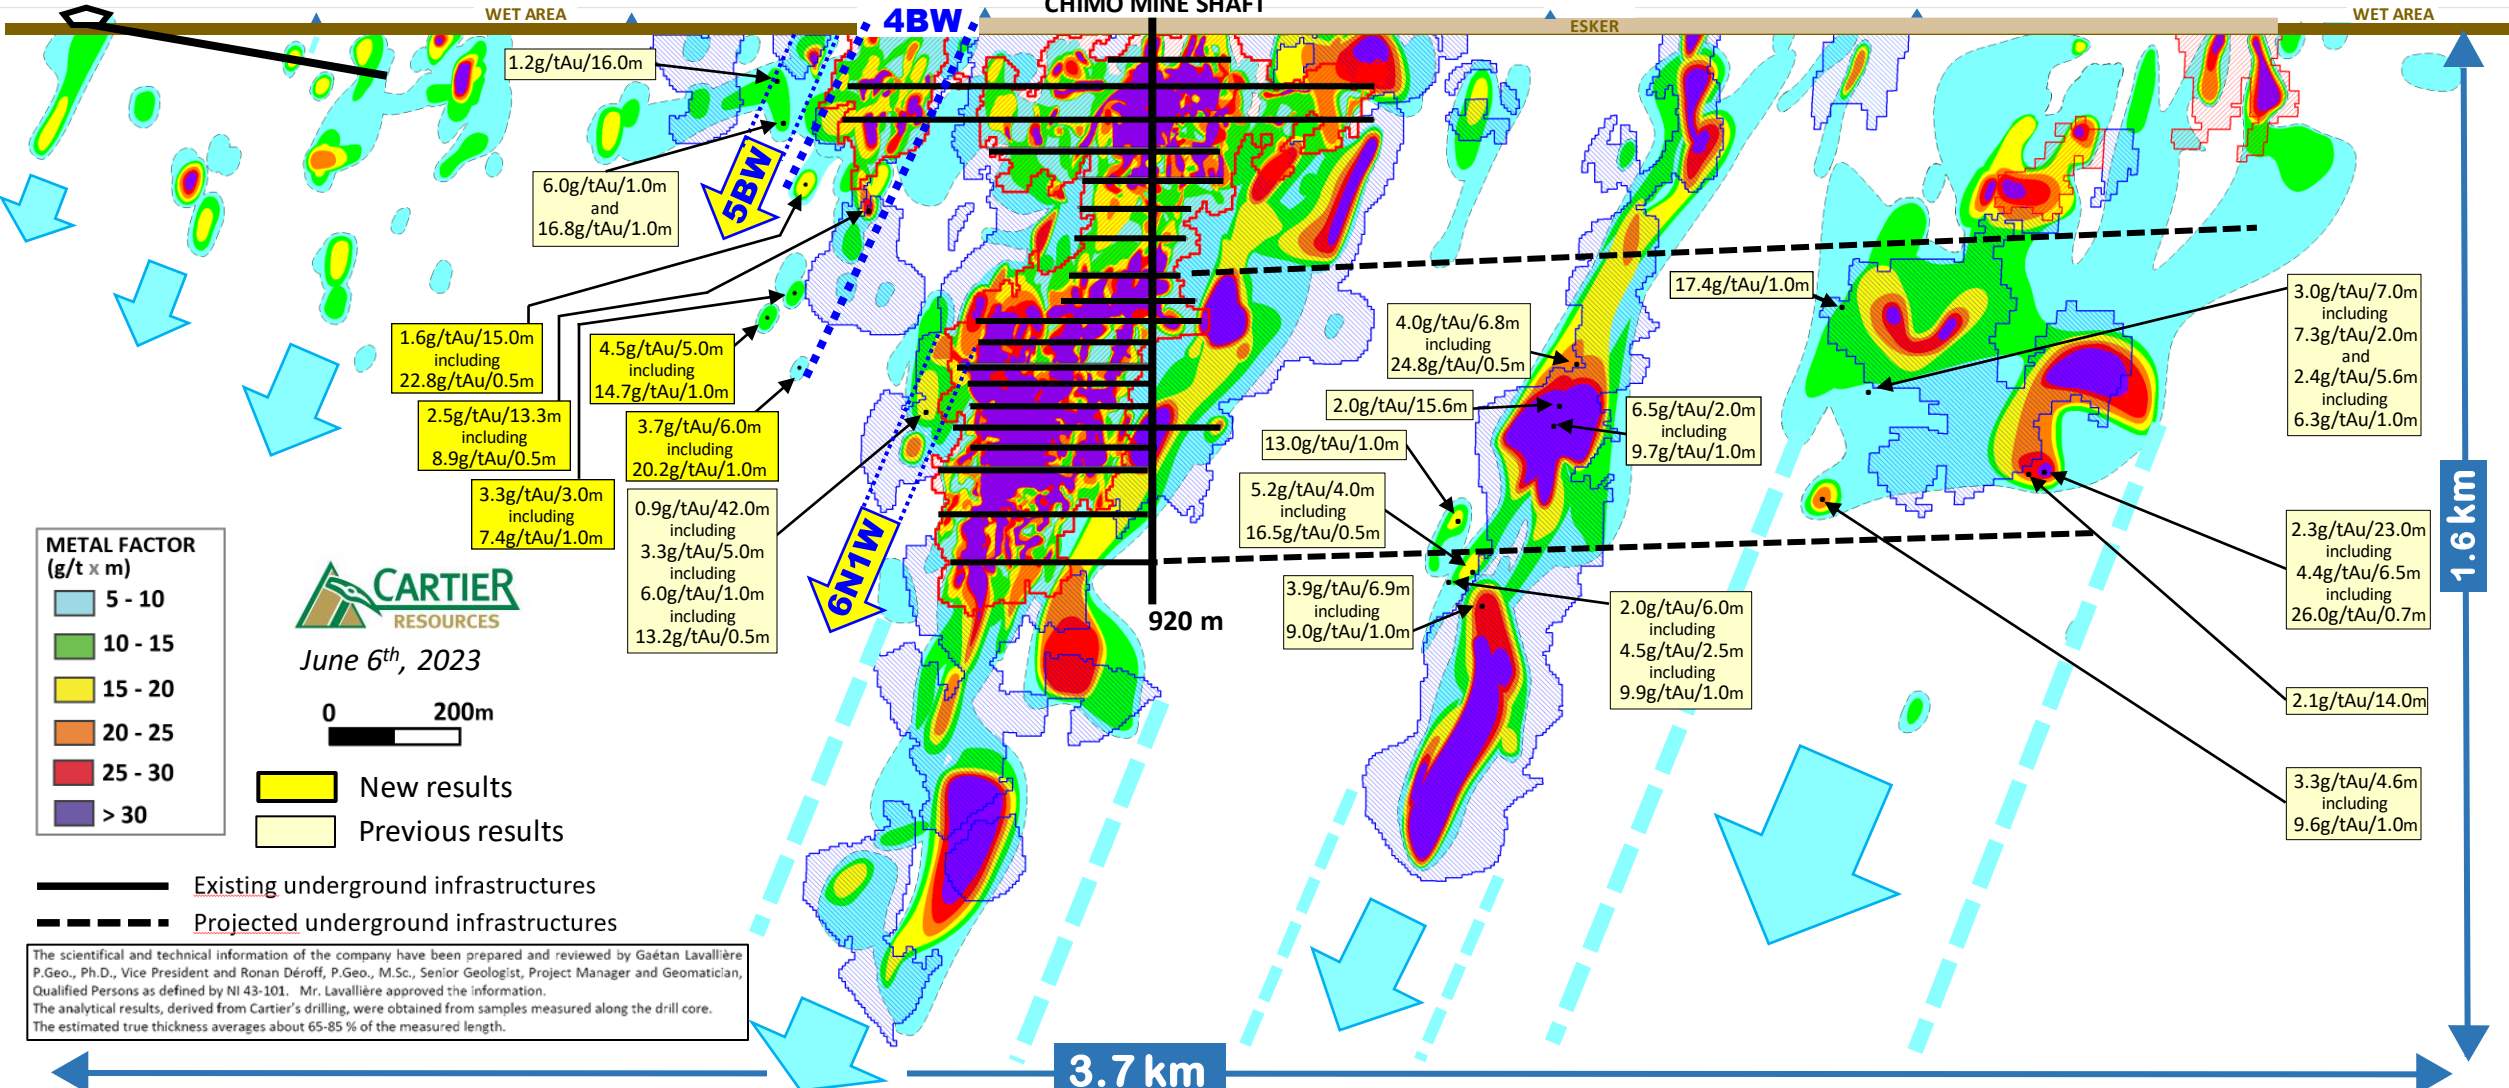 WET AREA
4BW
CHIMO MINE SHAFT
ESKER
WET AREA
1.2g/tAu/16.0m
5BW
6.0g/tAu/1.0m
and
16.8g/tAu/1.0m
1.6g/tAu/15.0m
including
22.8g/tAu/0.5m
2.5g/tAu/13.3m
including
8.9g/tAu/0.5m
3.3g/tAu/3.0m
including
7.4g/tAu/1.0m
4.5g/tAu/5.0m
including
14.7g/tAu/1.0m
3.7g/tAu/6.0m
including
20.2g/tAu/1.0m
0.9g/tAu/42.0m
including
3.3g/tAu/5.0m
including
6.0g/tAu/1.0m
including
13.2g/tAu/0.5m
6N1W
920 m
17.4g/tAu/1.0m
4.0g/tAu/6.8m
including
24.8g/tAu/0.5m
2.0g/tAu/15.6m
6.5g/tAu/2.0m
including
9.7g/tAu/1.0m
13.0g/tAu/1.0m
5.2g/tAu/4.0m
including
16.5g/tAu/0.5m
3.9g/tAu/6.9m
including
9.0g/tAu/1.0m
2.0g/tAu/6.0m
including
4.5g/tAu/2.5m
including
9.9g/tAu/1.0m
3.0g/tAu/7.0m
including
7.3g/tAu/2.0m
and
2.4g/tAu/5.6m
including
6.3g/tAu/1.0m
2.3g/tAu/23.0m
including
4.4g/tAu/6.5m
including
26.0g/tAu/0.7m
2.1g/tAu/14.0m
3.3g/tAu/4.6m
including
9.6g/tAu/1.0m
1.6 km
METAL FACTOR
(g/t x m)
5 - 10
10 - 15
15 - 20
20 - 25
25 - 30
> 30
CARTIER
RESOURCES
June 6th, 2023
0 200m
New results
Previous results
Existing underground infrastructures
Projected underground infrastructures
The scientifical and technical information of the company have been prepared and reviewed by Gaétan Lavallière
P.Geo., Ph.D., Vice President and Ronan Déroff, P.Geo., M.Sc., Senior Geologist, Project Manager and Geomatician,
Qualified Persons as defined by NI 43-101. Mr. Lavallière approved the information.
The analytical results, derived from Cartier's drilling, were obtained from samples measured along the drill core.
The estimated true thickness averages about 65-85 % of the measured length.
3.7 km